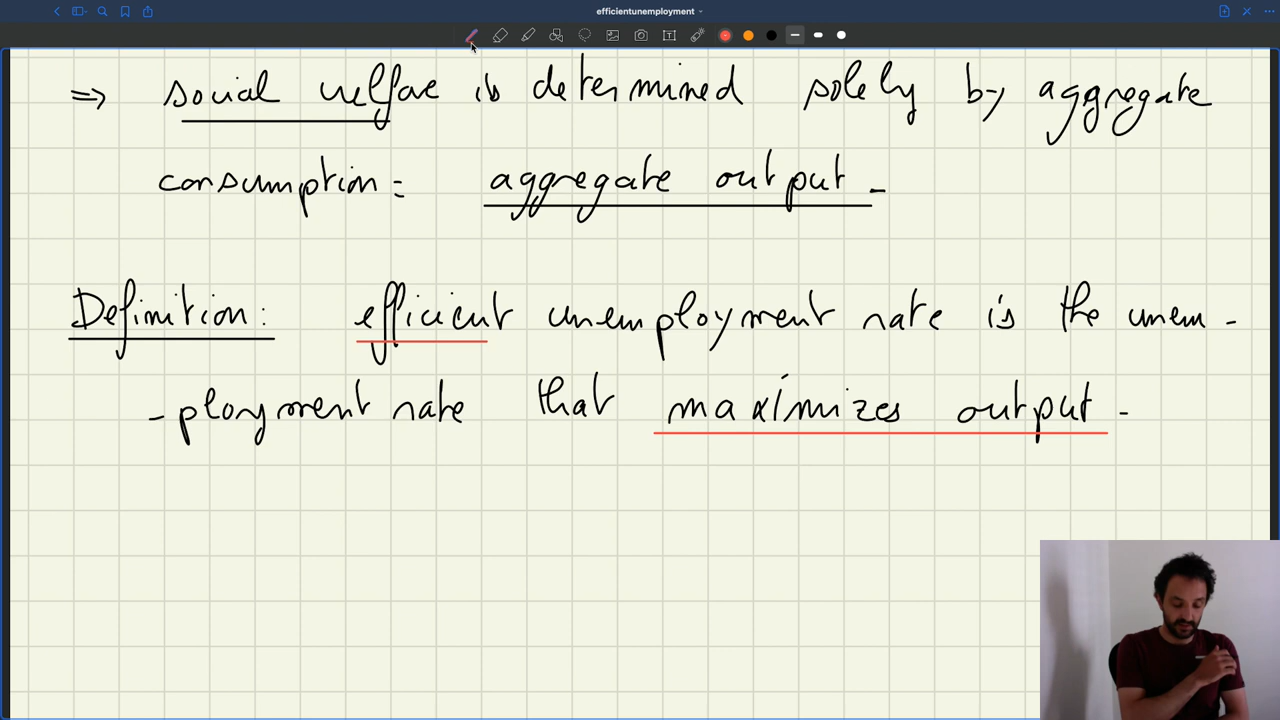 efficientunemployment
⇒ social welfare is determined solely by aggregate
consumption = aggregate output -
Definition: efficient unemployment rate is the unem -
- ployment rate that maximizes output -